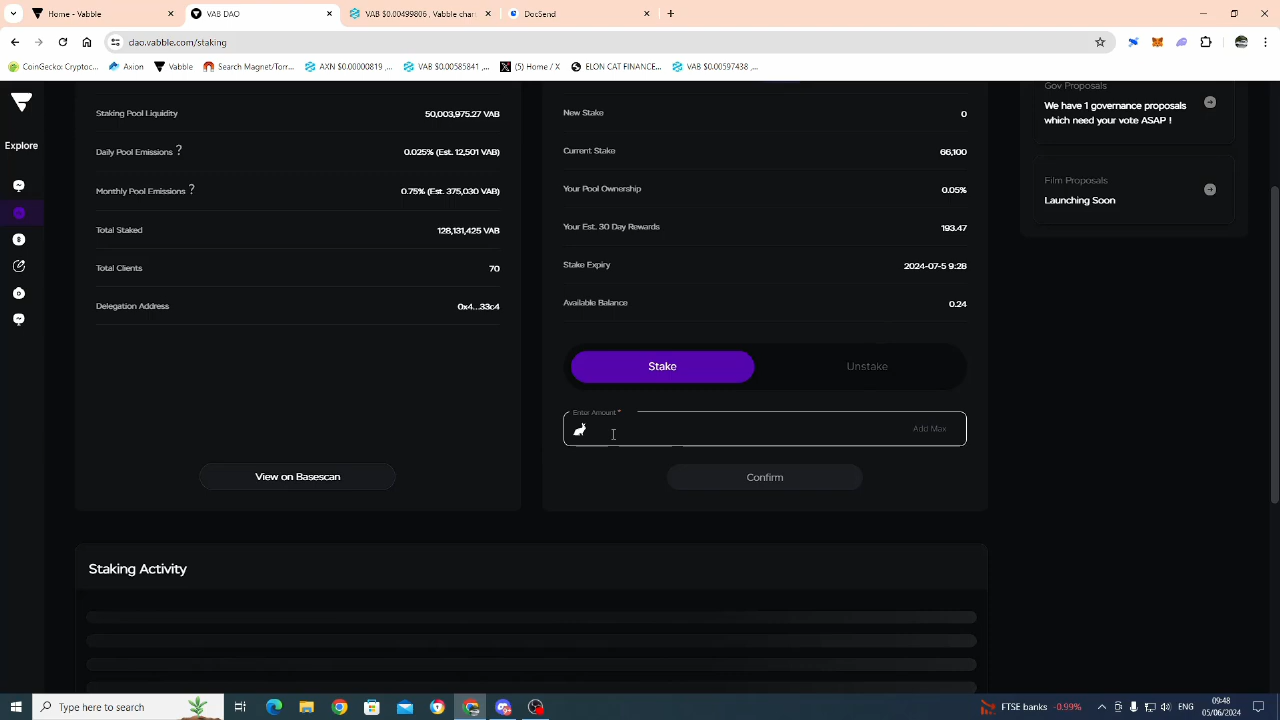 Home - Vabble
VAB DAO
VAB $0.00499806 , Vabble char
DocSend
dao.vabble.com/staking
CoinGecko Cryptoc...
Axion
Vabble
Search Magnet/Torr...
AXN $0.00000819 ,...
VAB $0.00585841 ,...
(5) Home / X
ELON CAT FINANCE...
VAB $0.00597438 ,...
Explore
Staking Pool Liquidity
50,003,975.27 VAB
Daily Pool Emissions ?
0.025% (Est. 12,501 VAB)
Monthly Pool Emissions ?
0.75% (Est. 375,030 VAB)
Total Staked
128,131,425 VAB
Total Clients
70
Delegation Address
0x4...33c4
View on Basescan
New Stake
0
Current Stake
66,100
Your Pool Ownership
0.05%
Your Est. 30 Day Rewards
193.47
Stake Expiry
2024-07-5 9:28
Available Balance
0.24
Stake
Unstake
Enter Amount *
Add Max
Confirm
Gov Proposals
We have 1 governance proposals
which need your vote ASAP !
Film Proposals
Launching Soon
Staking Activity
Type here to search
FTSE banks -0.99%
ENG
09:48
05/06/2024